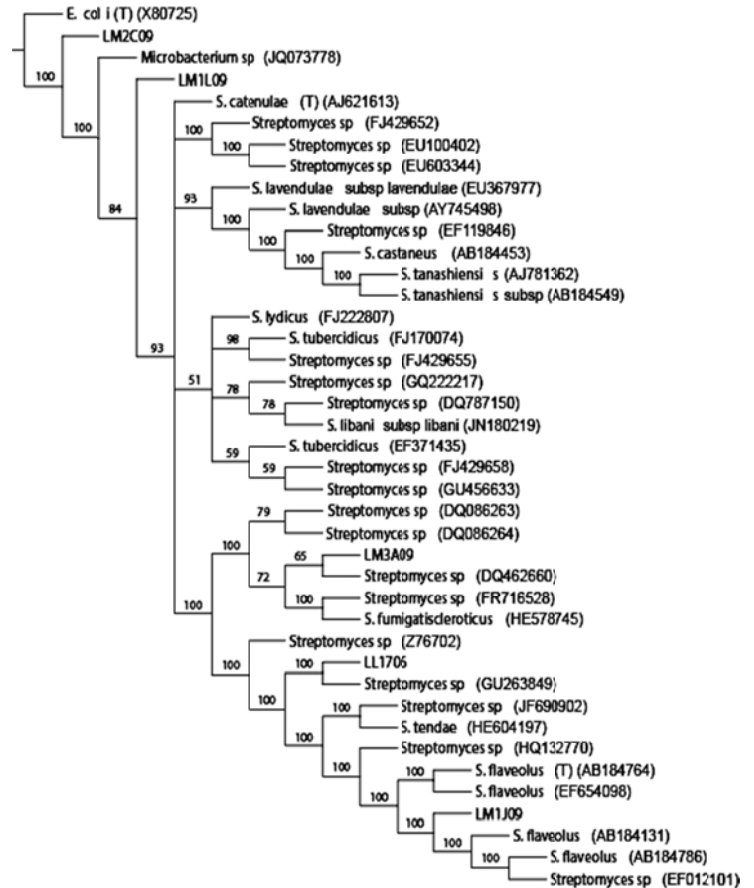 E. col i (T) (X80725)
LM2C09
100
Microbacterium sp (JQ073778)
LM1L09
100
S. catenulae (T) (AJ621613)
Streptomyces sp (FJ429652)
100
Streptomyces sp (EU100402)
100
Streptomyces sp (EU603344)
S. lavendulae subsp lavendulae (EU367977)
93
84
S. lavendulae subsp (AY745498)
100
Streptomyces sp (EF119846)
100
S. castaneus (AB184453)
100
S. tanashiensi s (AJ781362)
100
S. tanashiensi s subsp (AB184549)
S. lydicus (FJ222807)
S. tubercidicus (FJ170074)
98
93
Streptomyces sp (FJ429655)
51
Streptomyces sp (GQ222217)
78
Streptomyces sp (DQ787150)
78
S. libani subsp libani (JN180219)
S. tubercidicus (EF371435)
59
Streptomyces sp (FJ429658)
59
Streptomyces sp (GU456633)
Streptomyces sp (DQ086263)
79
Streptomyces sp (DQ086264)
100
LM3A09
65
Streptomyces sp (DQ462660)
72
Streptomyces sp (FR716528)
100
100
S. fumigatiscleroticus (HE578745)
Streptomyces sp (Z76702)
100
LL1706
100
Streptomyces sp (GU263849)
100
Streptomyces sp (JF690902)
100
S. tendae (HE604197)
100
Streptomyces sp (HQ132770)
100
S. flaveolus (T) (AB184764)
100
S. flaveolus (EF654098)
100
LM1J09
100
S. flaveolus (AB184131)
100
S. flaveolus (AB184786)
100
Streptomyces sp (EF012101)